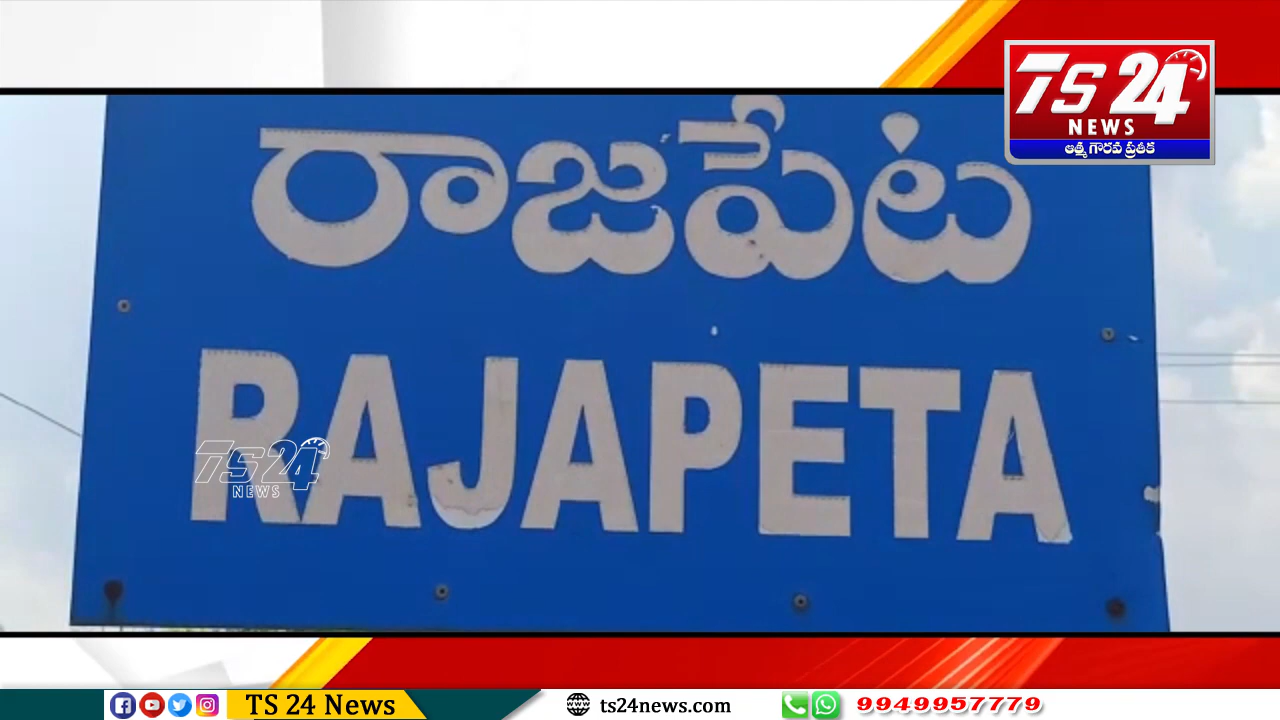 TS 24
NEWS
ఆత్మ గౌరవ ప్రతీక
రాజపేట
RAJAPETA
TS 24
NEWS
TS 24 News
ts24news.com
9949957779